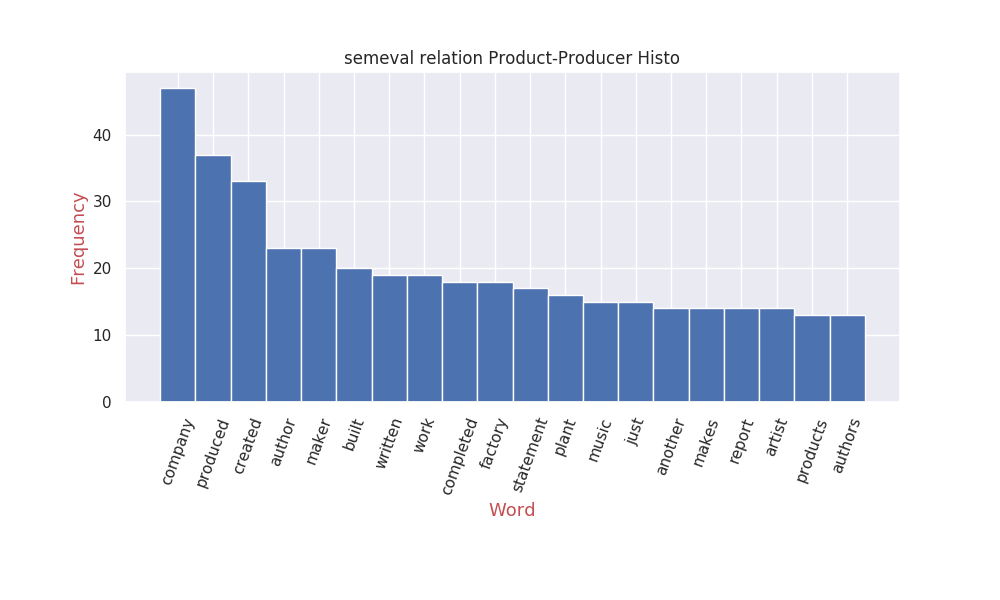 semeval relation Product-Producer Histo
Frequency
40
30
20
10
0
company
produced
created
author
maker
built
written
work
completed
factory
statement
plant
music
just
another
makes
report
artist
products
authors
Word